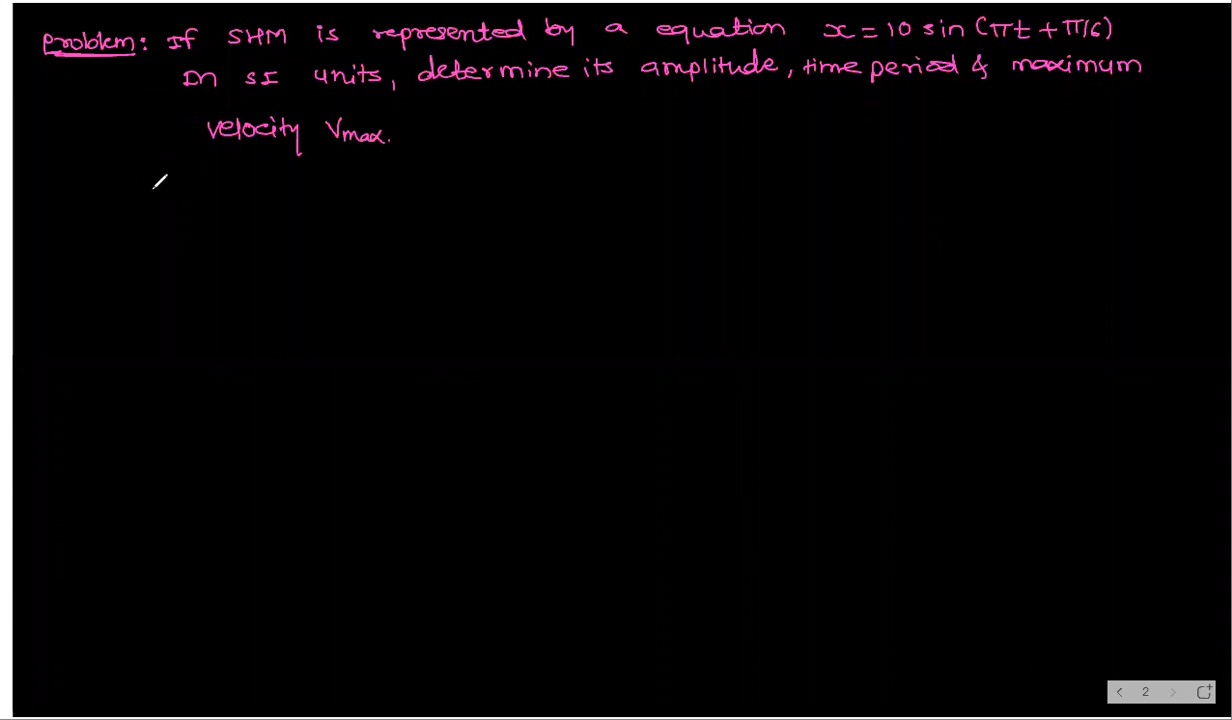 Problem: If SHM is represented by a equation x = 10 sin (πt + π/6)
In SI units, determine its amplitude, time period & maximum
velocity Vmax.
2